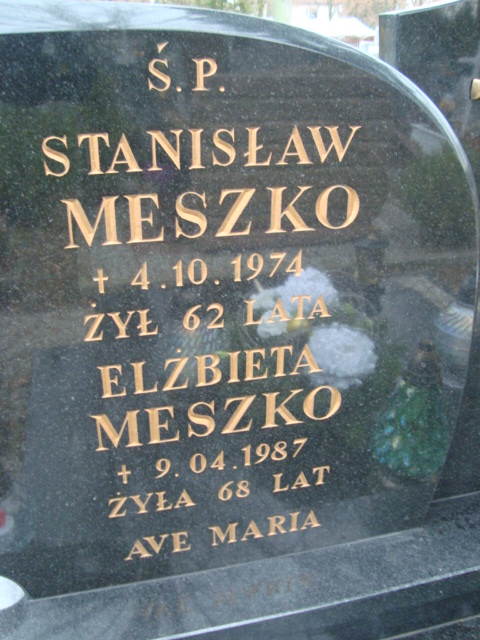 Ś.P.
STANISŁAW
MESZKO
† 4.10.1974
ŻYŁ 62 LATA
ELŻBIETA
MESZKO
† 9.04.1987
ŻYŁA 68 LAT
AVE MARIA